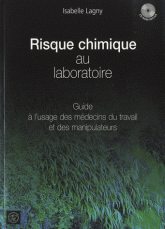 Isabelle Lagny
Risque chimique
au
laboratoire
Guide
à l'usage des médecins du travail
et des manipulateurs